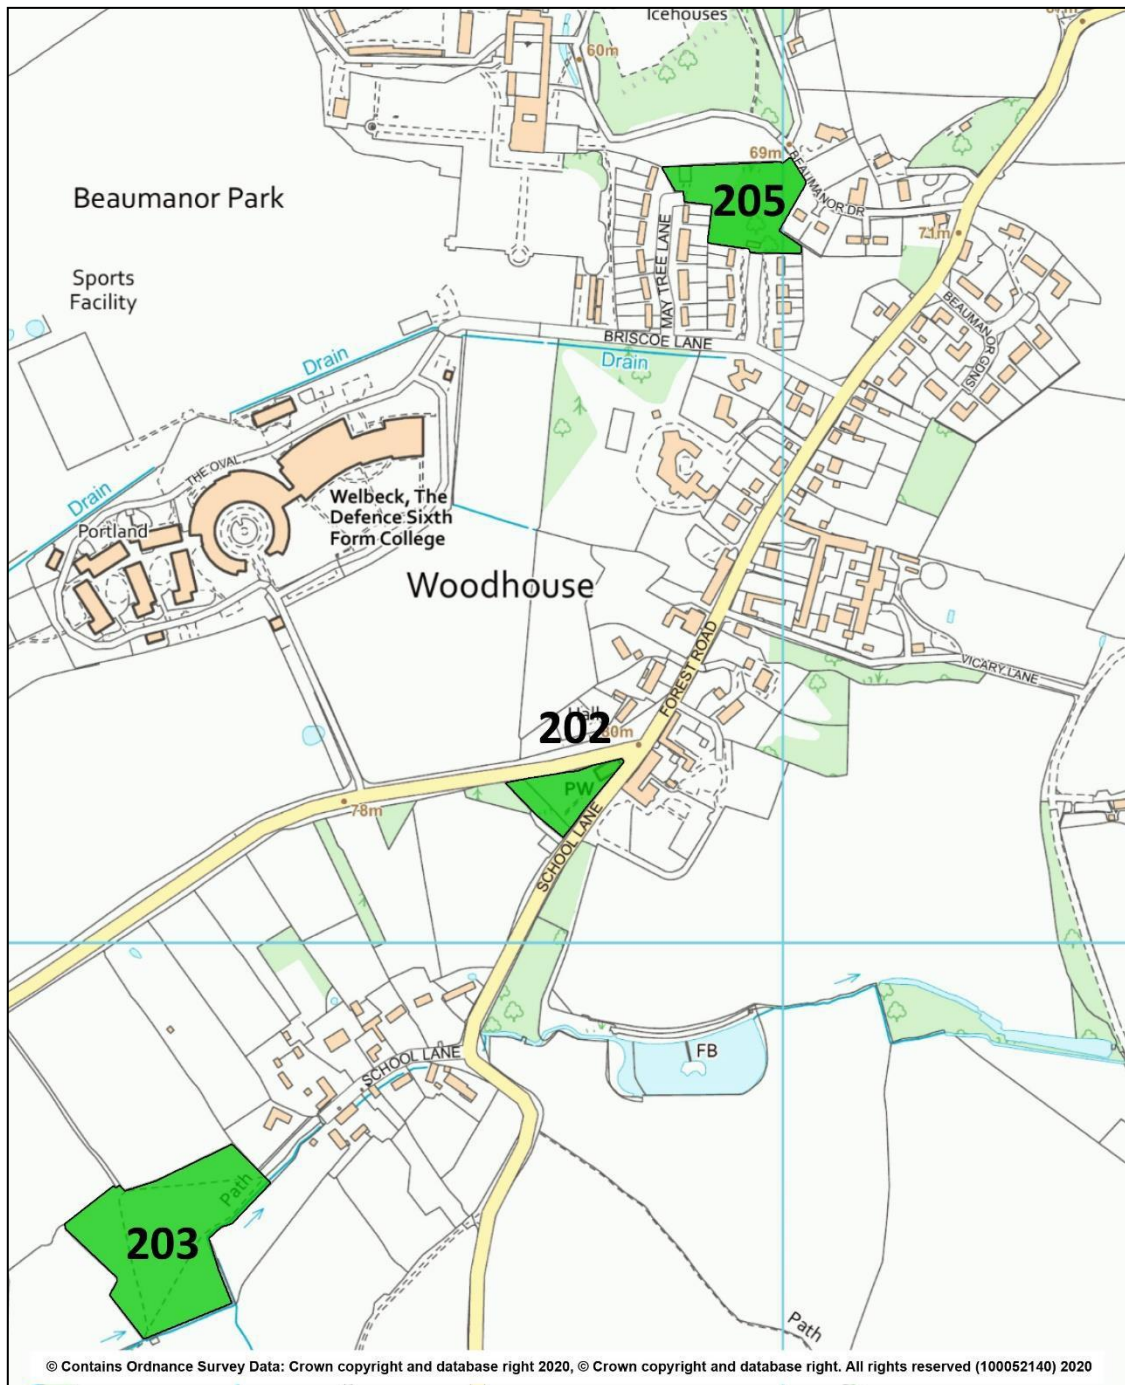 Icehouses
60m
69m
BEAUMANOR DR
205
Beaumanor Park
71m
MAY TREE LANE
Sports
Facility
BEAUMANOR GDNS
BRISCOE LANE
Drain
Drain
THE OVAL
Drain
Portland
Welbeck, The
Defence Sixth
Form College
Woodhouse
FOREST ROAD
VICARY LANE
Hall
202
80m
PW
78m
SCHOOL LANE
FB
SCHOOL LANE
Path
203
Path
© Contains Ordnance Survey Data: Crown copyright and database right 2020, © Crown copyright and database right. All rights reserved (100052140) 2020